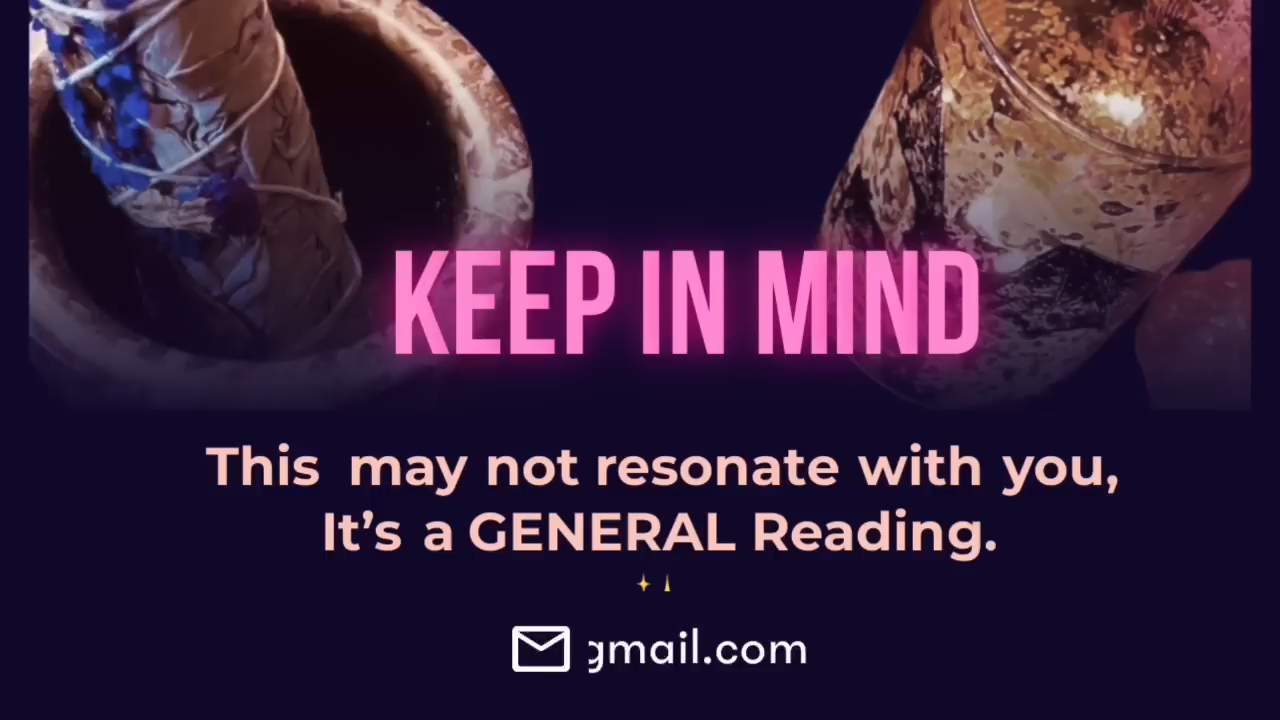 KEEP IN MIND
This may not resonate with you,
It’s a GENERAL Reading.
gmail.com